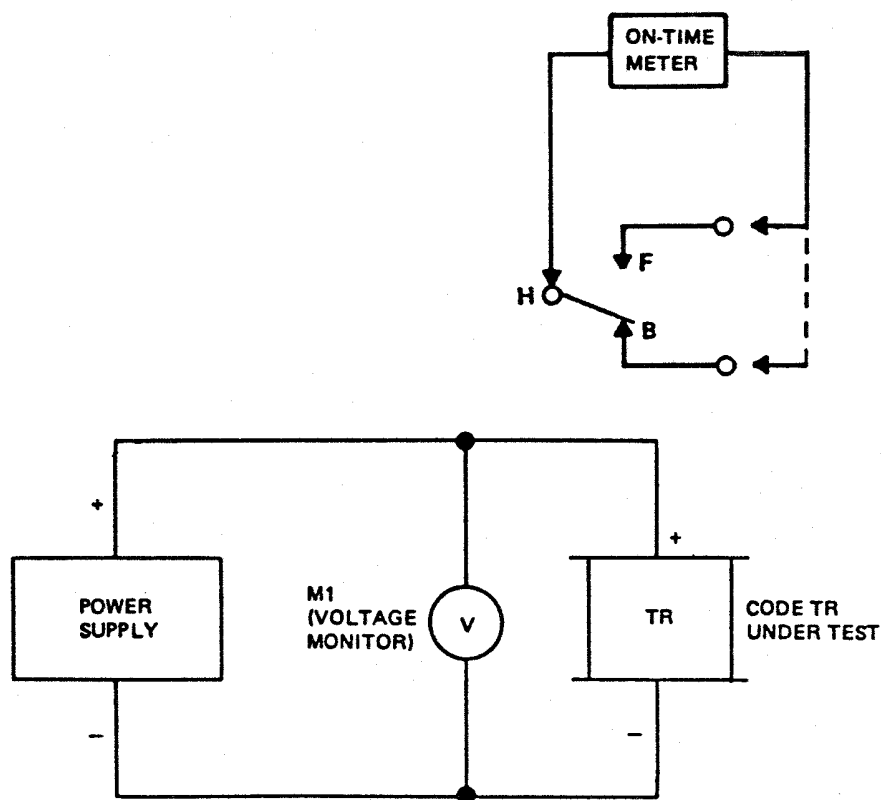 ON-TIME
METER
F
H
B
+
+
POWER
SUPPLY
M1
(VOLTAGE
MONITOR)
V
TR
CODE TR
UNDER TEST
−
−